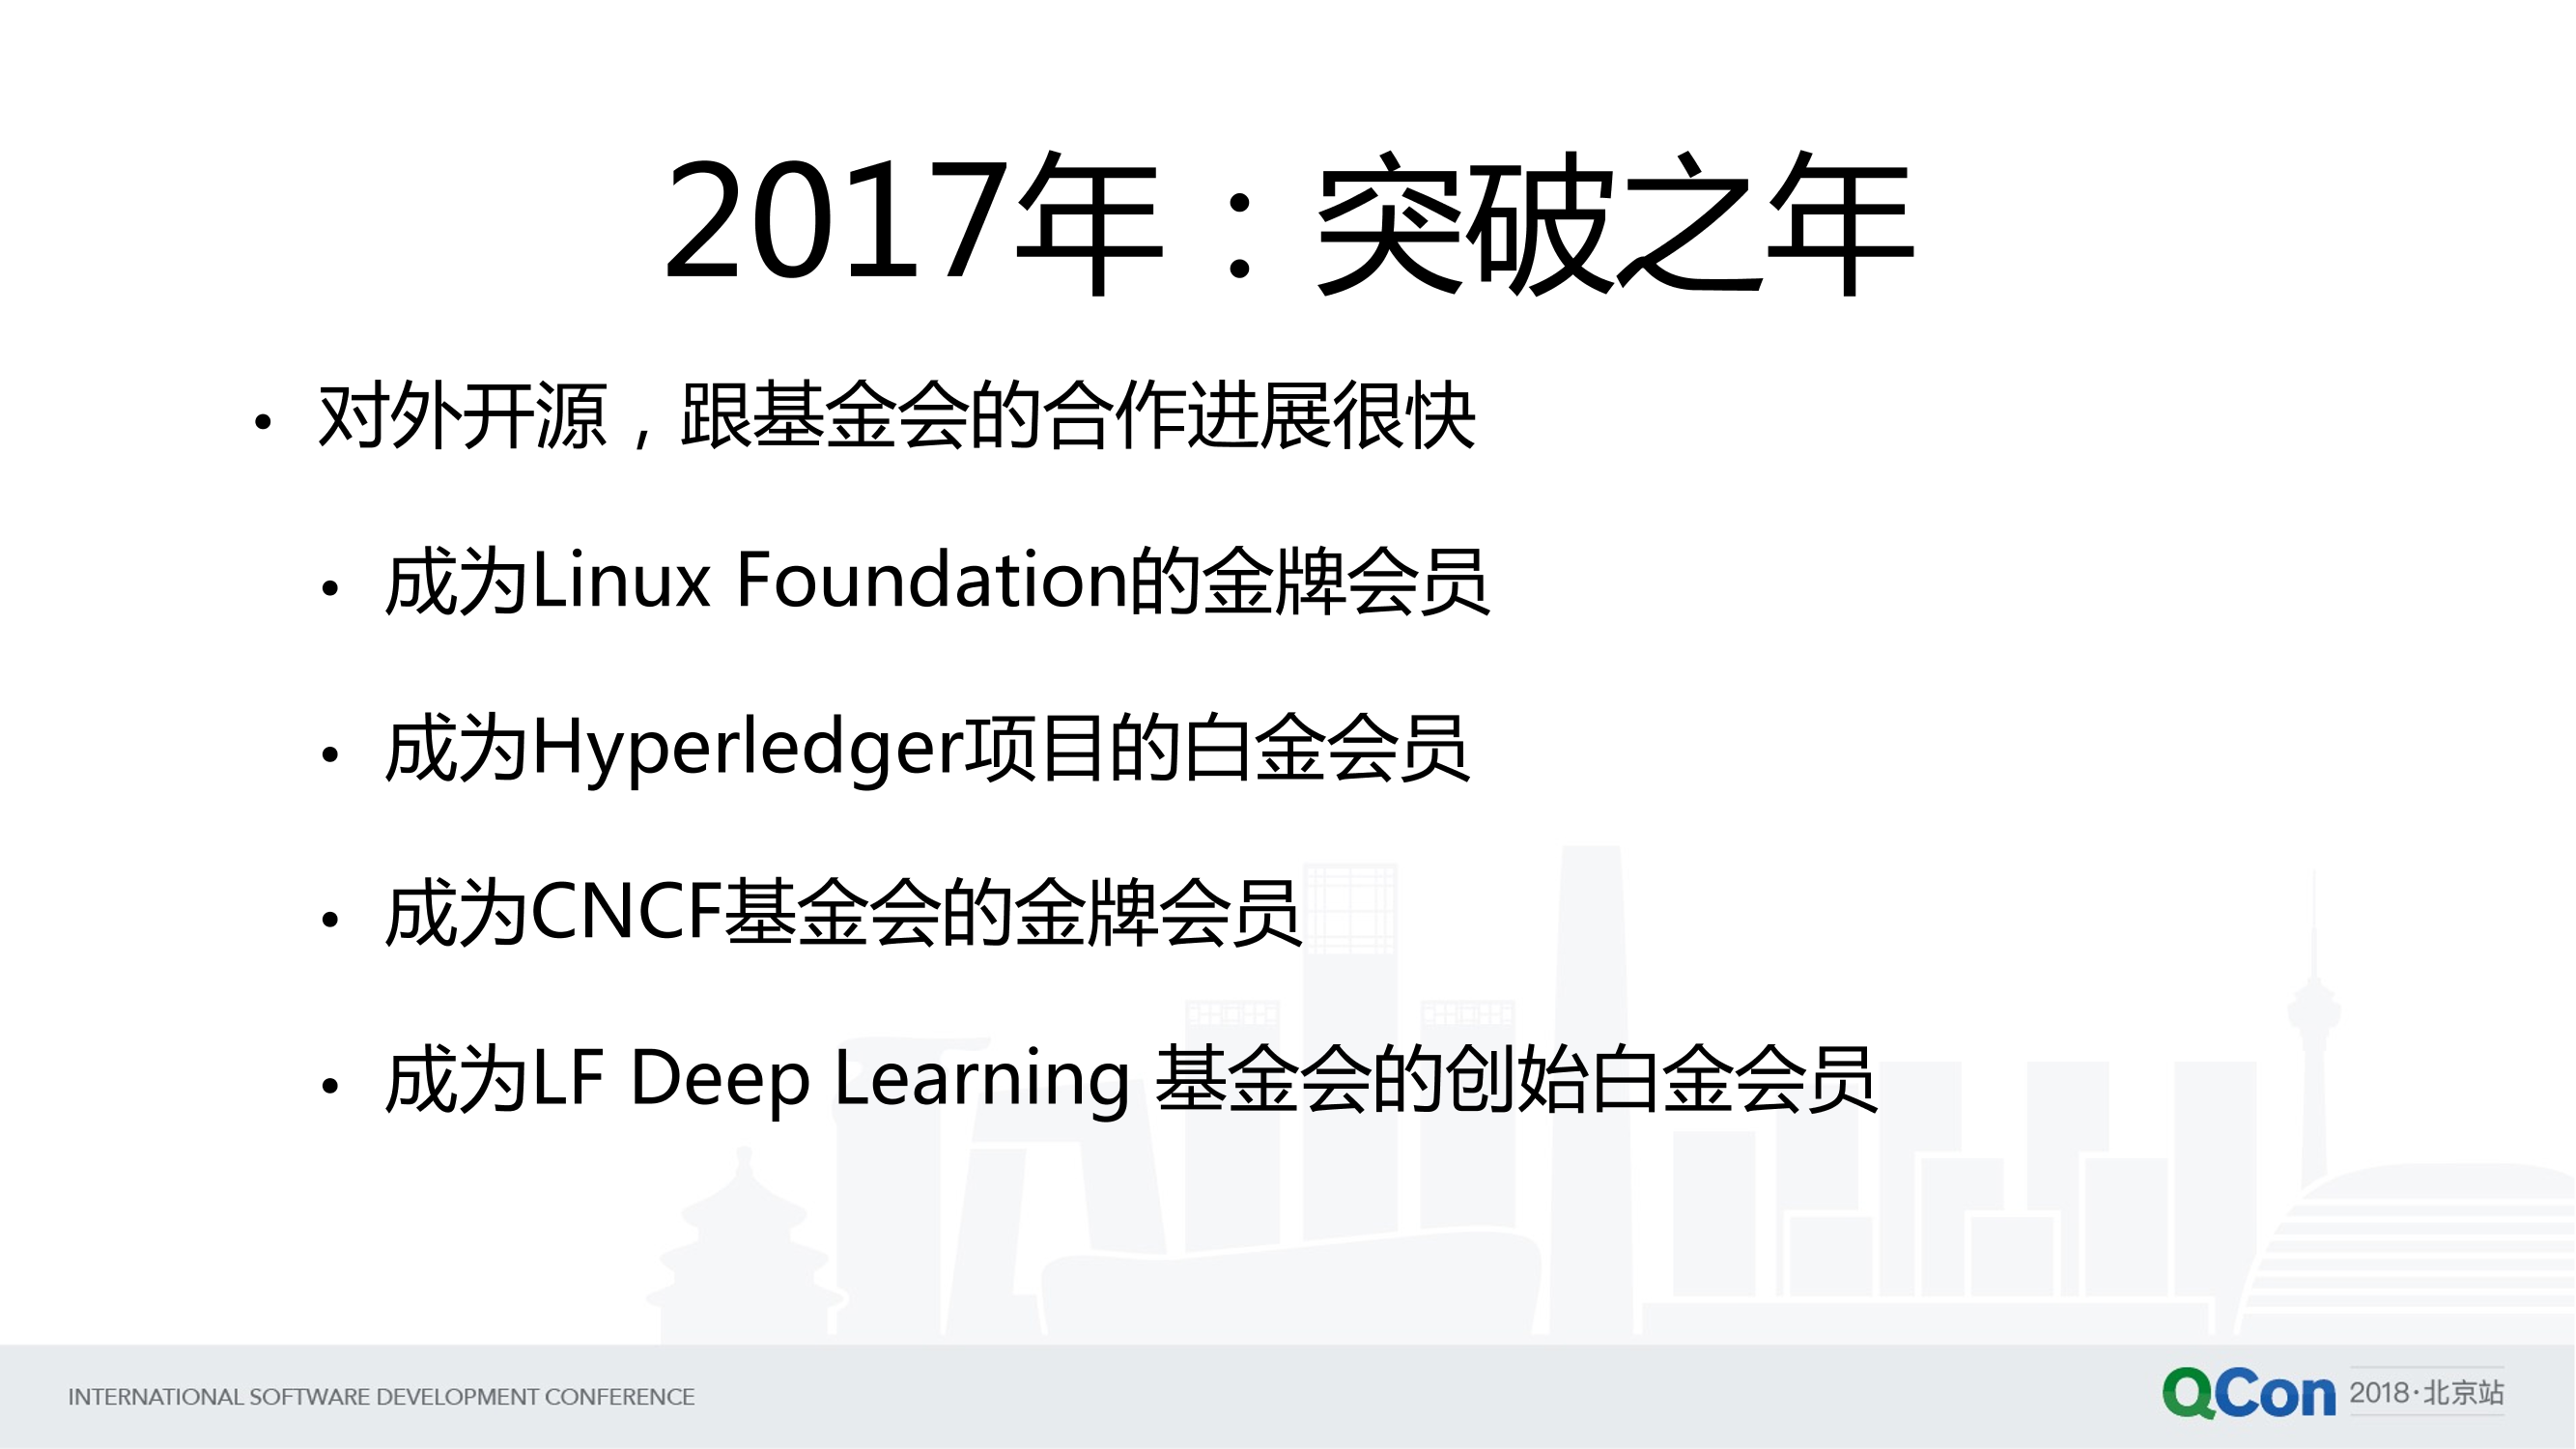 2017年：突破之年
• 对外开源，跟基金会的合作进展很快
• 成为Linux Foundation的金牌会员
• 成为Hyperledger项目的白金会员
• 成为CNCF基金会的金牌会员
• 成为LF Deep Learning 基金会的创始白金会员
INTERNATIONAL SOFTWARE DEVELOPMENT CONFERENCE
QCon 2018·北京站